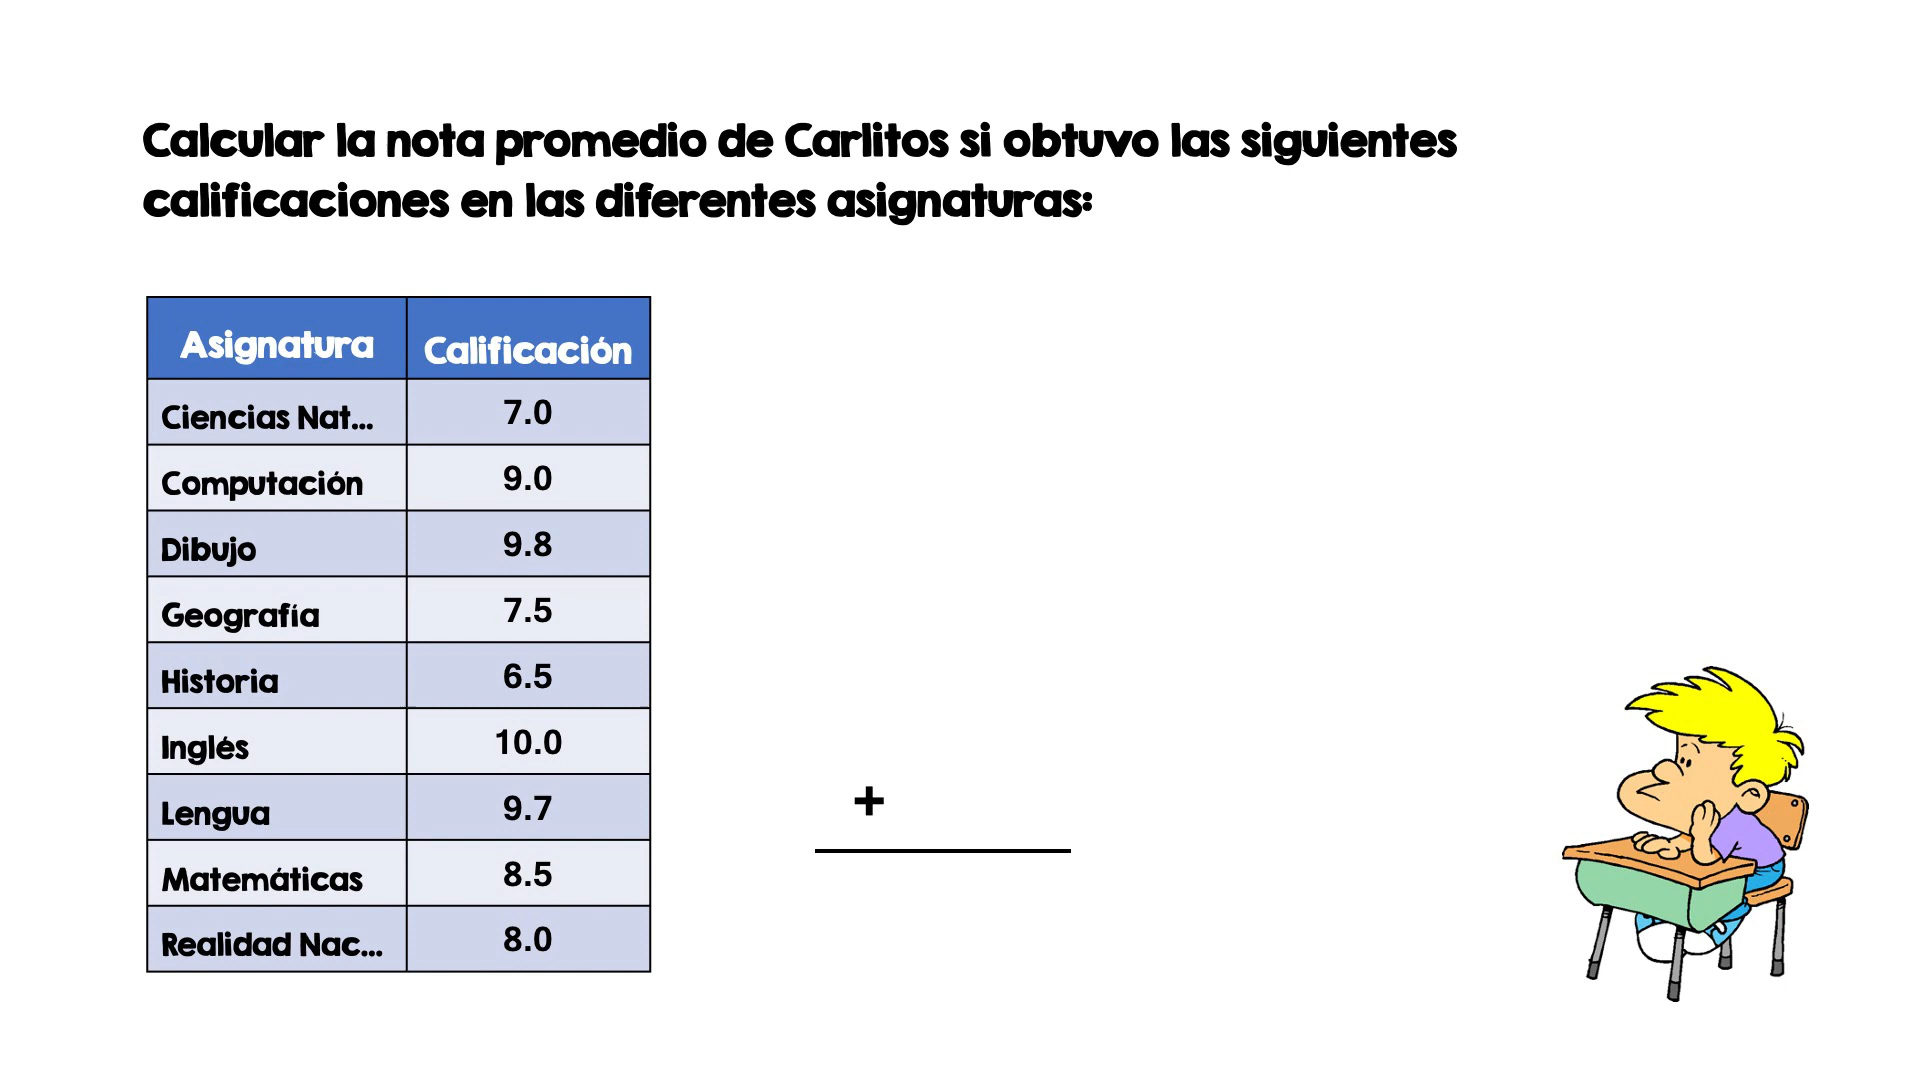 Calcular la nota promedio de Carlitos si obtuvo las siguientes
calificaciones en las diferentes asignaturas:
Asignatura Calificación
Ciencias Nat... 7.0
Computación 9.0
Dibujo 9.8
Geografía 7.5
Historia 6.5
Inglés 10.0
Lengua 9.7
Matemáticas 8.5
Realidad Nac... 8.0
+